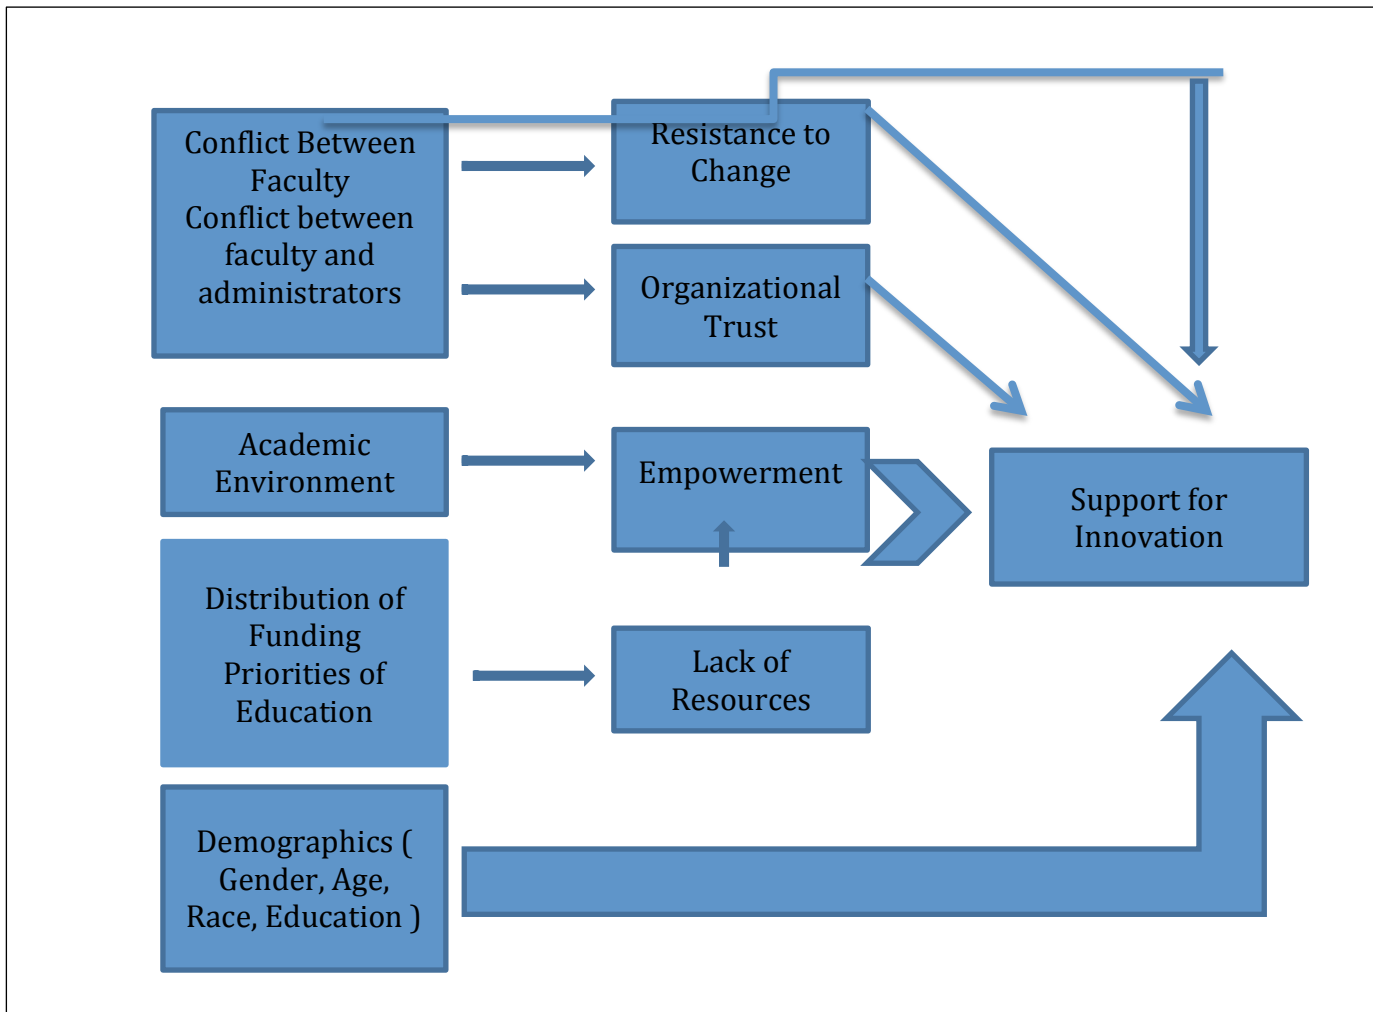 Conflict Between
Faculty
Conflict between
faculty and
administrators
Resistance to
Change
Organizational
Trust
Academic
Environment
Empowerment
Support for
Innovation
Distribution of
Funding
Priorities of
Education
Lack of
Resources
Demographics (
Gender, Age,
Race, Education )